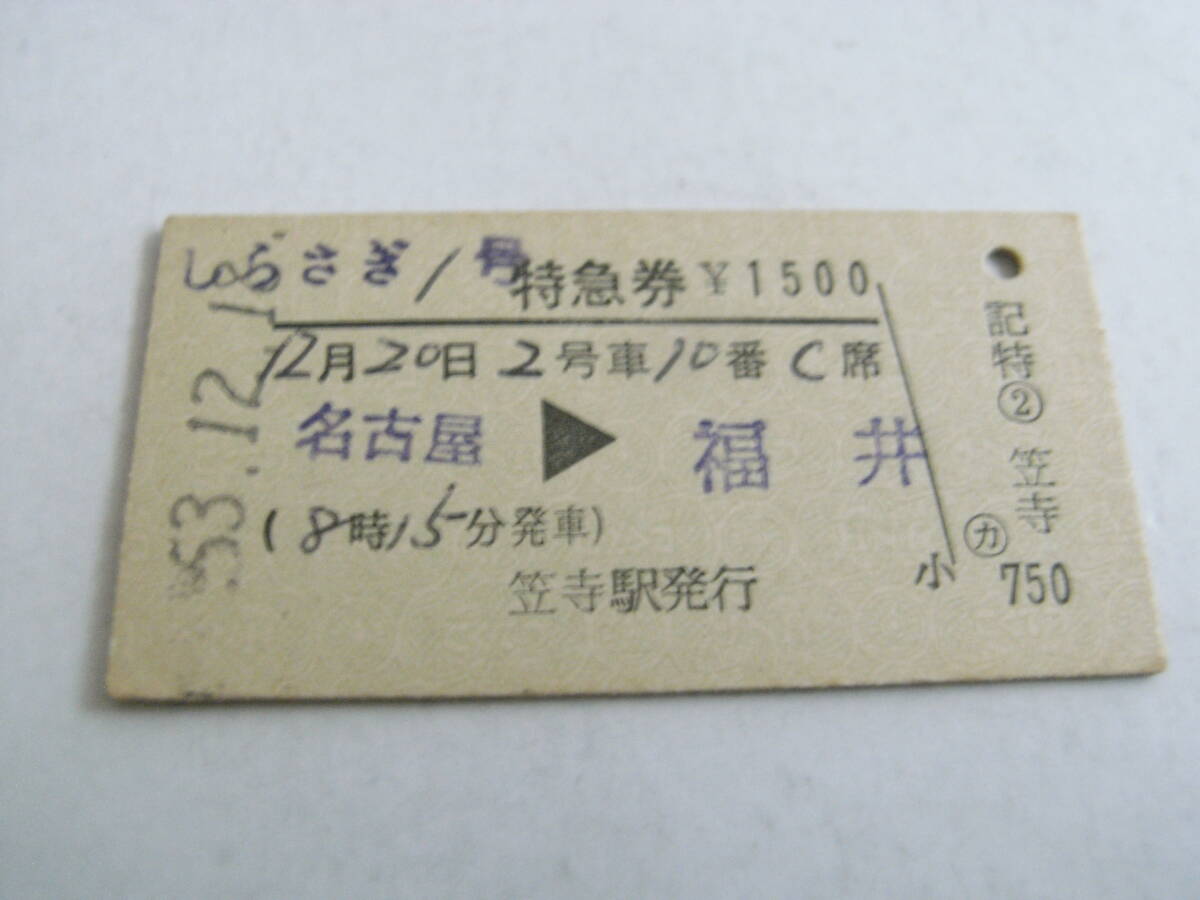 しらさぎ1号 特急券 ¥1500
12月20日 2号車10番C席
名古屋 ▶ 福井
(8時15分発車)
笠寺駅発行
53.12.1
記特② 笠寺
㋕
小 750